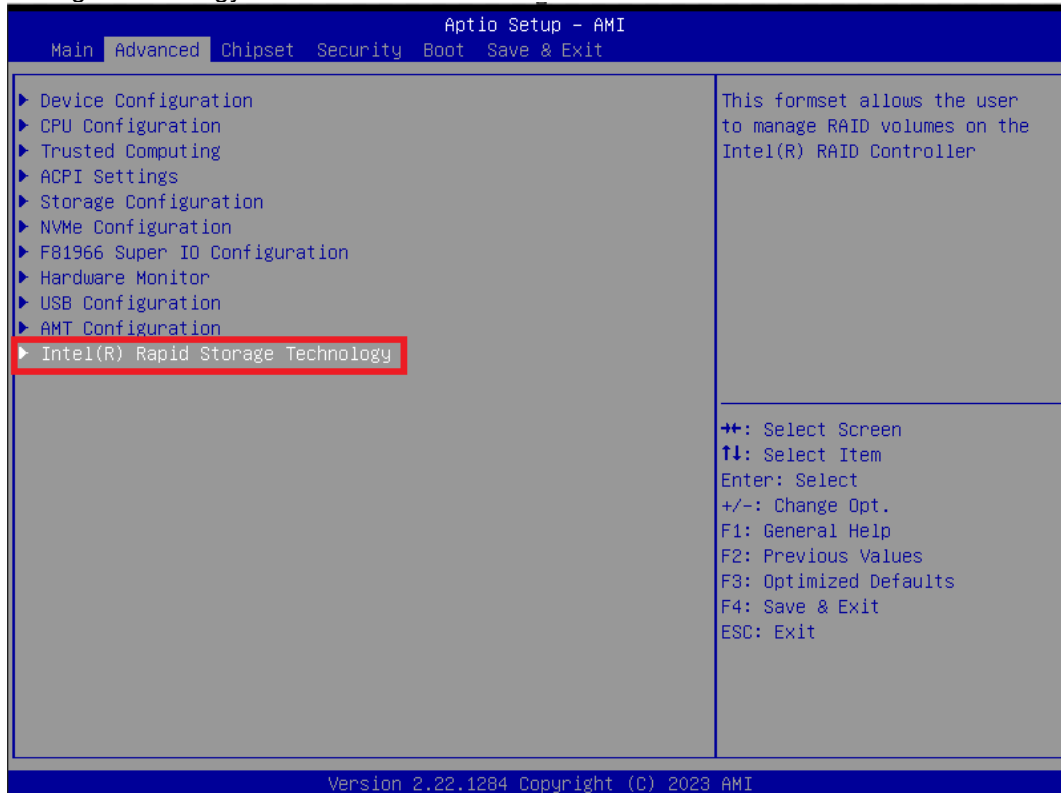 Aptio Setup – AMI
Main Advanced Chipset Security Boot Save & Exit
▶ Device Configuration
▶ CPU Configuration
▶ Trusted Computing
▶ ACPI Settings
▶ Storage Configuration
▶ NVMe Configuration
▶ F81966 Super IO Configuration
▶ Hardware Monitor
▶ USB Configuration
▶ AMT Configuration
▶ Intel(R) Rapid Storage Technology
This formset allows the user
to manage RAID volumes on the
Intel(R) RAID Controller
→←: Select Screen
↑↓: Select Item
Enter: Select
+/-: Change Opt.
F1: General Help
F2: Previous Values
F3: Optimized Defaults
F4: Save & Exit
ESC: Exit
Version 2.22.1284 Copyright (C) 2023 AMI